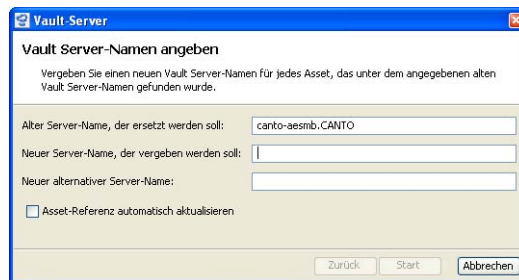 Vault-Server
Vault Server-Namen angeben
Vergeben Sie einen neuen Vault Server-Namen für jedes Asset, das unter dem angegebenen alten
Vault Server-Namen gefunden wurde.
Alter Server-Name, der ersetzt werden soll: canto-aesmb.CANTO
Neuer Server-Name, der vergeben werden soll:
Neuer alternativer Server-Name:
Asset-Referenz automatisch aktualisieren
Zurück Start Abbrechen